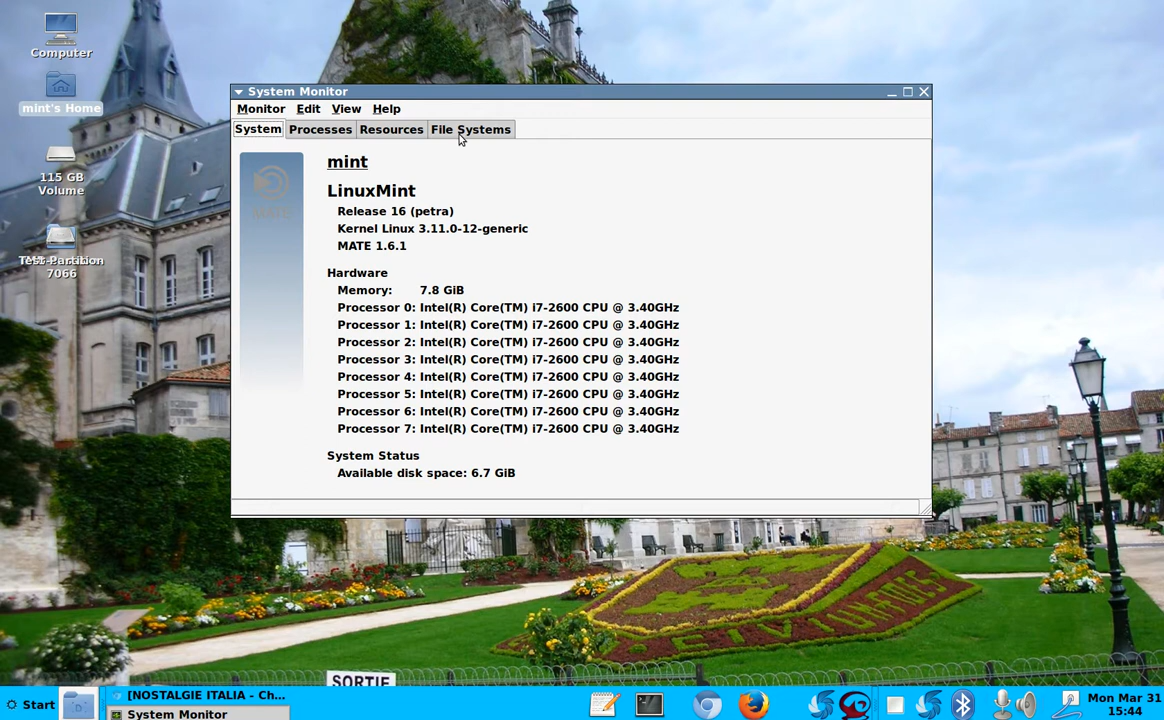 Computer
mint's Home
115 GB
Volume
7066
System Monitor
Monitor Edit View Help
System Processes Resources File Systems
mint
LinuxMint
Release 16 (petra)
Kernel Linux 3.11.0-12-generic
MATE 1.6.1
Hardware
Memory: 7.8 GiB
Processor 0: Intel(R) Core(TM) i7-2600 CPU @ 3.40GHz
Processor 1: Intel(R) Core(TM) i7-2600 CPU @ 3.40GHz
Processor 2: Intel(R) Core(TM) i7-2600 CPU @ 3.40GHz
Processor 3: Intel(R) Core(TM) i7-2600 CPU @ 3.40GHz
Processor 4: Intel(R) Core(TM) i7-2600 CPU @ 3.40GHz
Processor 5: Intel(R) Core(TM) i7-2600 CPU @ 3.40GHz
Processor 6: Intel(R) Core(TM) i7-2600 CPU @ 3.40GHz
Processor 7: Intel(R) Core(TM) i7-2600 CPU @ 3.40GHz
System Status
Available disk space: 6.7 GiB
SORTIE
Start
[NOSTALGIE ITALIA - Ch...
System Monitor
Mon Mar 31
15:44